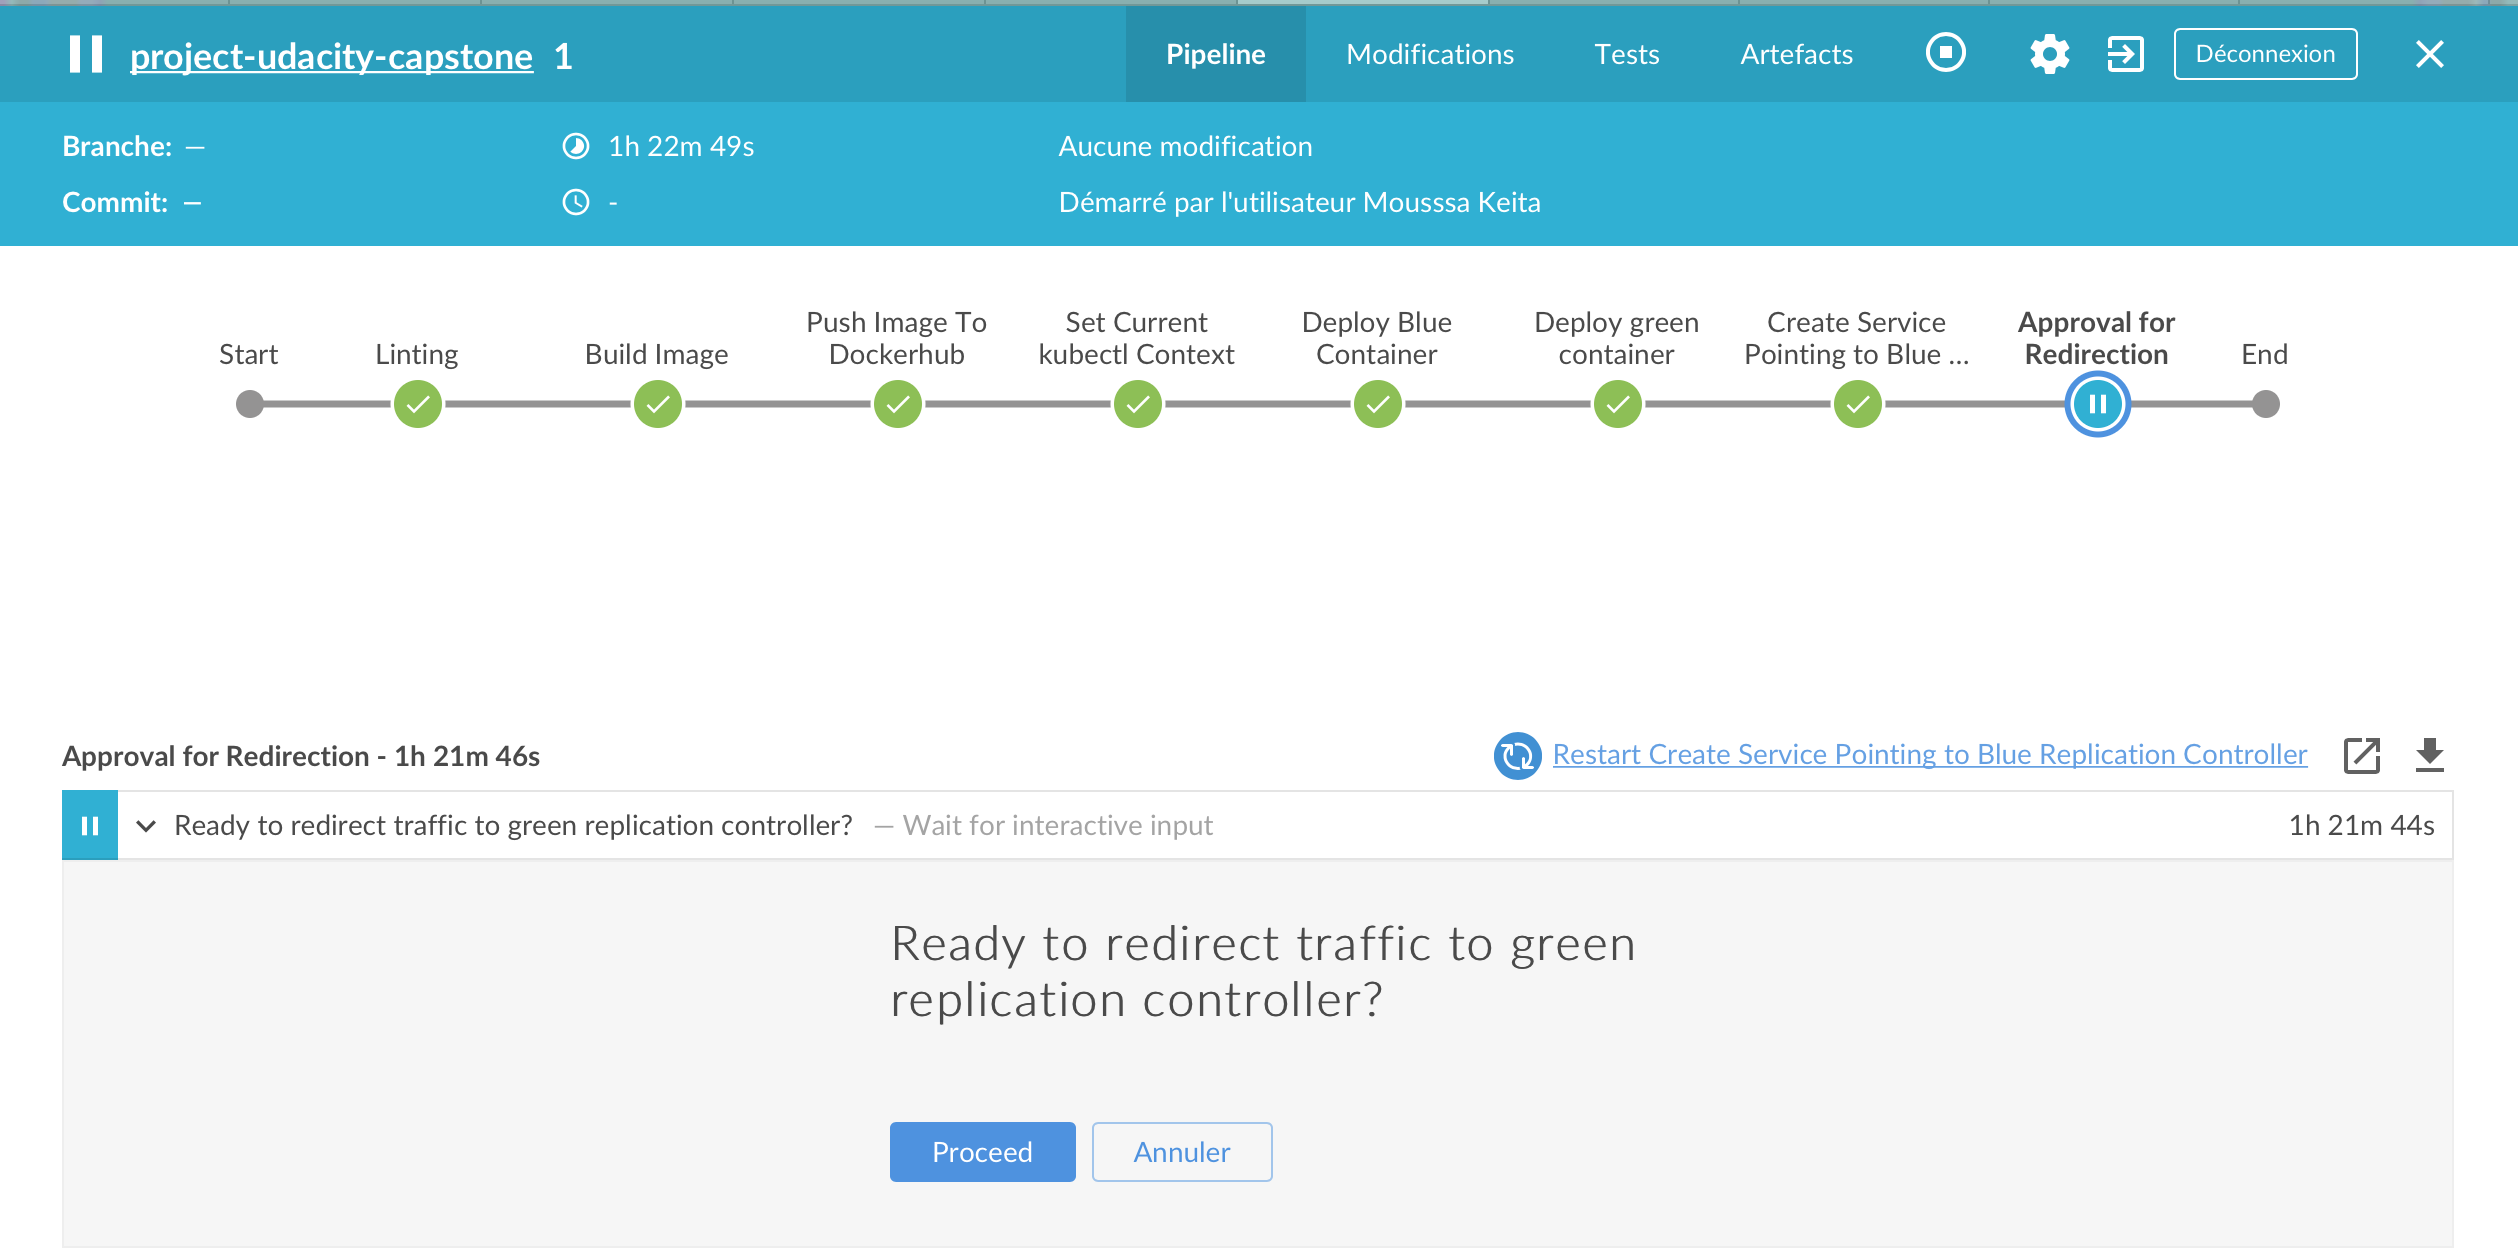 project-udacity-capstone 1
Pipeline
Modifications
Tests
Artefacts
Déconnexion
Branche: —
1h 22m 49s
Aucune modification
Commit: —
-
Démarré par l'utilisateur Mousssa Keita
Start
Linting
Build Image
Push Image To
Dockerhub
Set Current
kubectl Context
Deploy Blue
Container
Deploy green
container
Create Service
Pointing to Blue ...
Approval for
Redirection
End
Approval for Redirection - 1h 21m 46s
Restart Create Service Pointing to Blue Replication Controller
Ready to redirect traffic to green replication controller? — Wait for interactive input
1h 21m 44s
Ready to redirect traffic to green
replication controller?
Proceed
Annuler